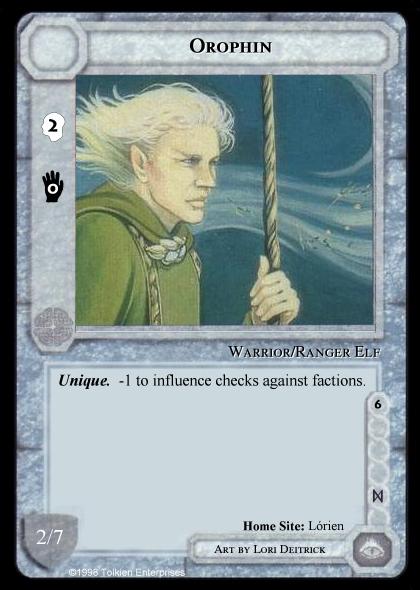 Orophin
2
Warrior/Ranger Elf
Unique. -1 to influence checks against factions.
6
ᛞ
Home Site: Lórien
2/7
Art by Lori Deitrick
©1998 Tolkien Enterprises